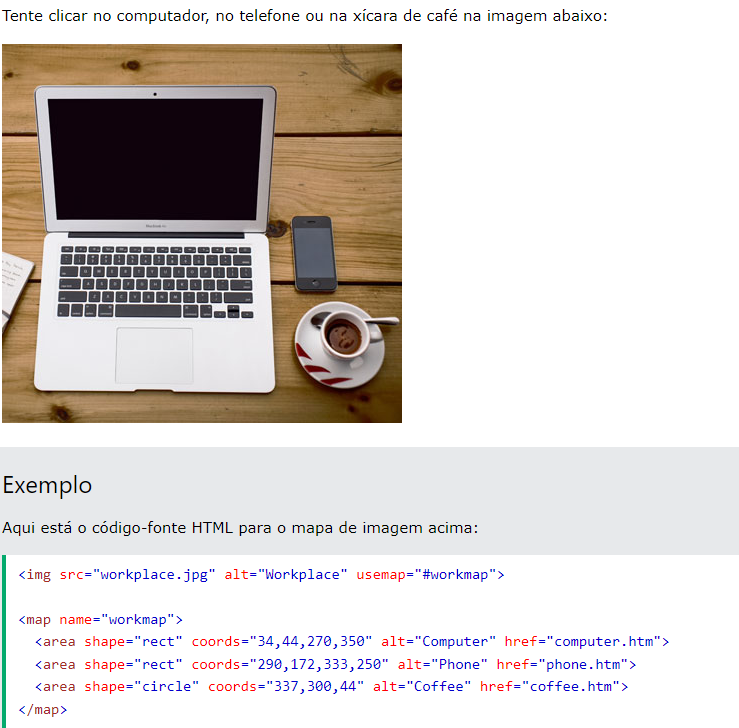 Tente clicar no computador, no telefone ou na xícara de café na imagem abaixo:
Exemplo
Aqui está o código-fonte HTML para o mapa de imagem acima:
<img src="workplace.jpg" alt="Workplace" usemap="#workmap">
<map name="workmap">
<area shape="rect" coords="34,44,270,350" alt="Computer" href="computer.htm">
<area shape="rect" coords="290,172,333,250" alt="Phone" href="phone.htm">
<area shape="circle" coords="337,300,44" alt="Coffee" href="coffee.htm">
</map>